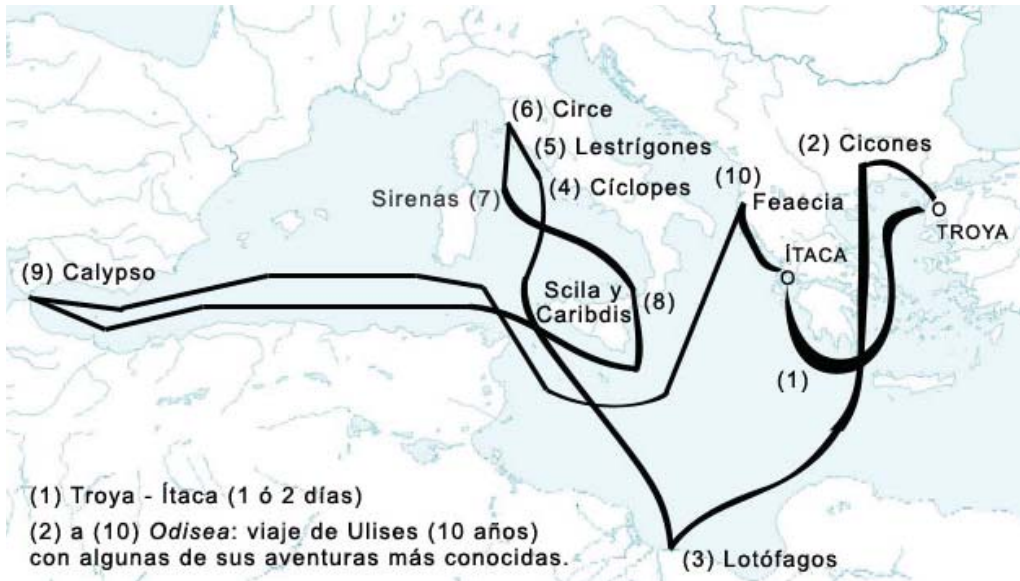 (6) Circe
(5) Lestrígones
(4) Cíclopes
Sirenas (7)
(2) Cicones
(10)
Feaecia
TROYA
ÍTACA
(9) Calypso
Scila y
Caribdis
(8)
(1)
(3) Lotófagos
(1) Troya - Ítaca (1 ó 2 días)
(2) a (10) Odisea: viaje de Ulises (10 años)
con algunas de sus aventuras más conocidas.